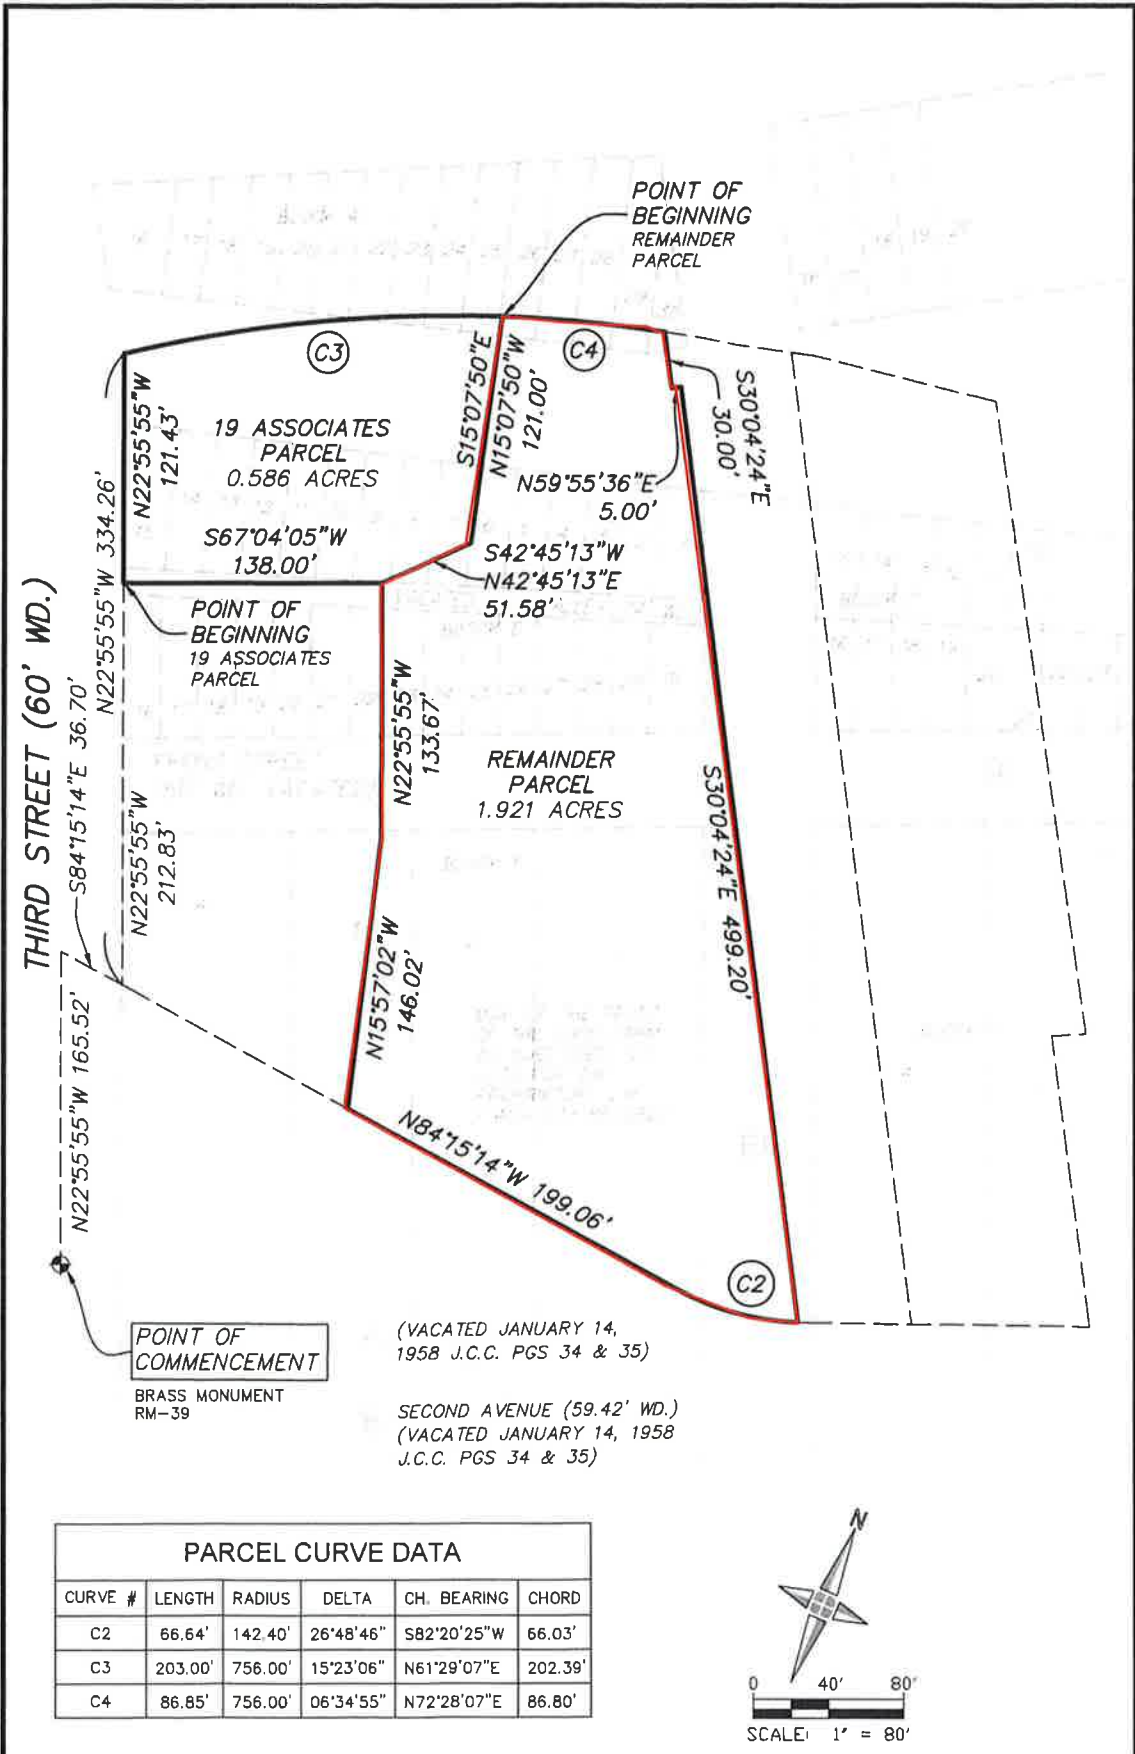 POINT OF
BEGINNING
REMAINDER
PARCEL
C3
C4
S15°07'50"E
N15°07'50"W
121.00'
S30°04'24"E
30.00'
N22°55'55"W
121.43'
19 ASSOCIATES
PARCEL
0.586 ACRES
N59°55'36"E
5.00'
S67°04'05"W
138.00'
S42°45'13"W
N42°45'13"E
51.58'
N22°55'55"W 334.26'
POINT OF
BEGINNING
19 ASSOCIATES
PARCEL
THIRD STREET (60' WD.)
S84°15'14"E 36.70'
N22°55'55"W
133.67'
REMAINDER
PARCEL
1.921 ACRES
N22°55'55"W
212.83'
S30°04'24"E 499.20'
N15°57'02"W
146.02'
N22°55'55"W 165.52'
N84°15'14"W 199.06'
C2
POINT OF
COMMENCEMENT
BRASS MONUMENT
RM-39
(VACATED JANUARY 14,
1958 J.C.C. PGS 34 & 35)
SECOND AVENUE (59.42' WD.)
(VACATED JANUARY 14, 1958
J.C.C. PGS 34 & 35)
PARCEL CURVE DATA
CURVE # LENGTH RADIUS DELTA CH. BEARING CHORD
C2 66.64' 142.40' 26°48'46" S82°20'25"W 66.03'
C3 203.00' 756.00' 15°23'06" N61°29'07"E 202.39'
C4 86.85' 756.00' 06°34'55" N72°28'07"E 86.80'
N
0 40' 80'
SCALE: 1" = 80'